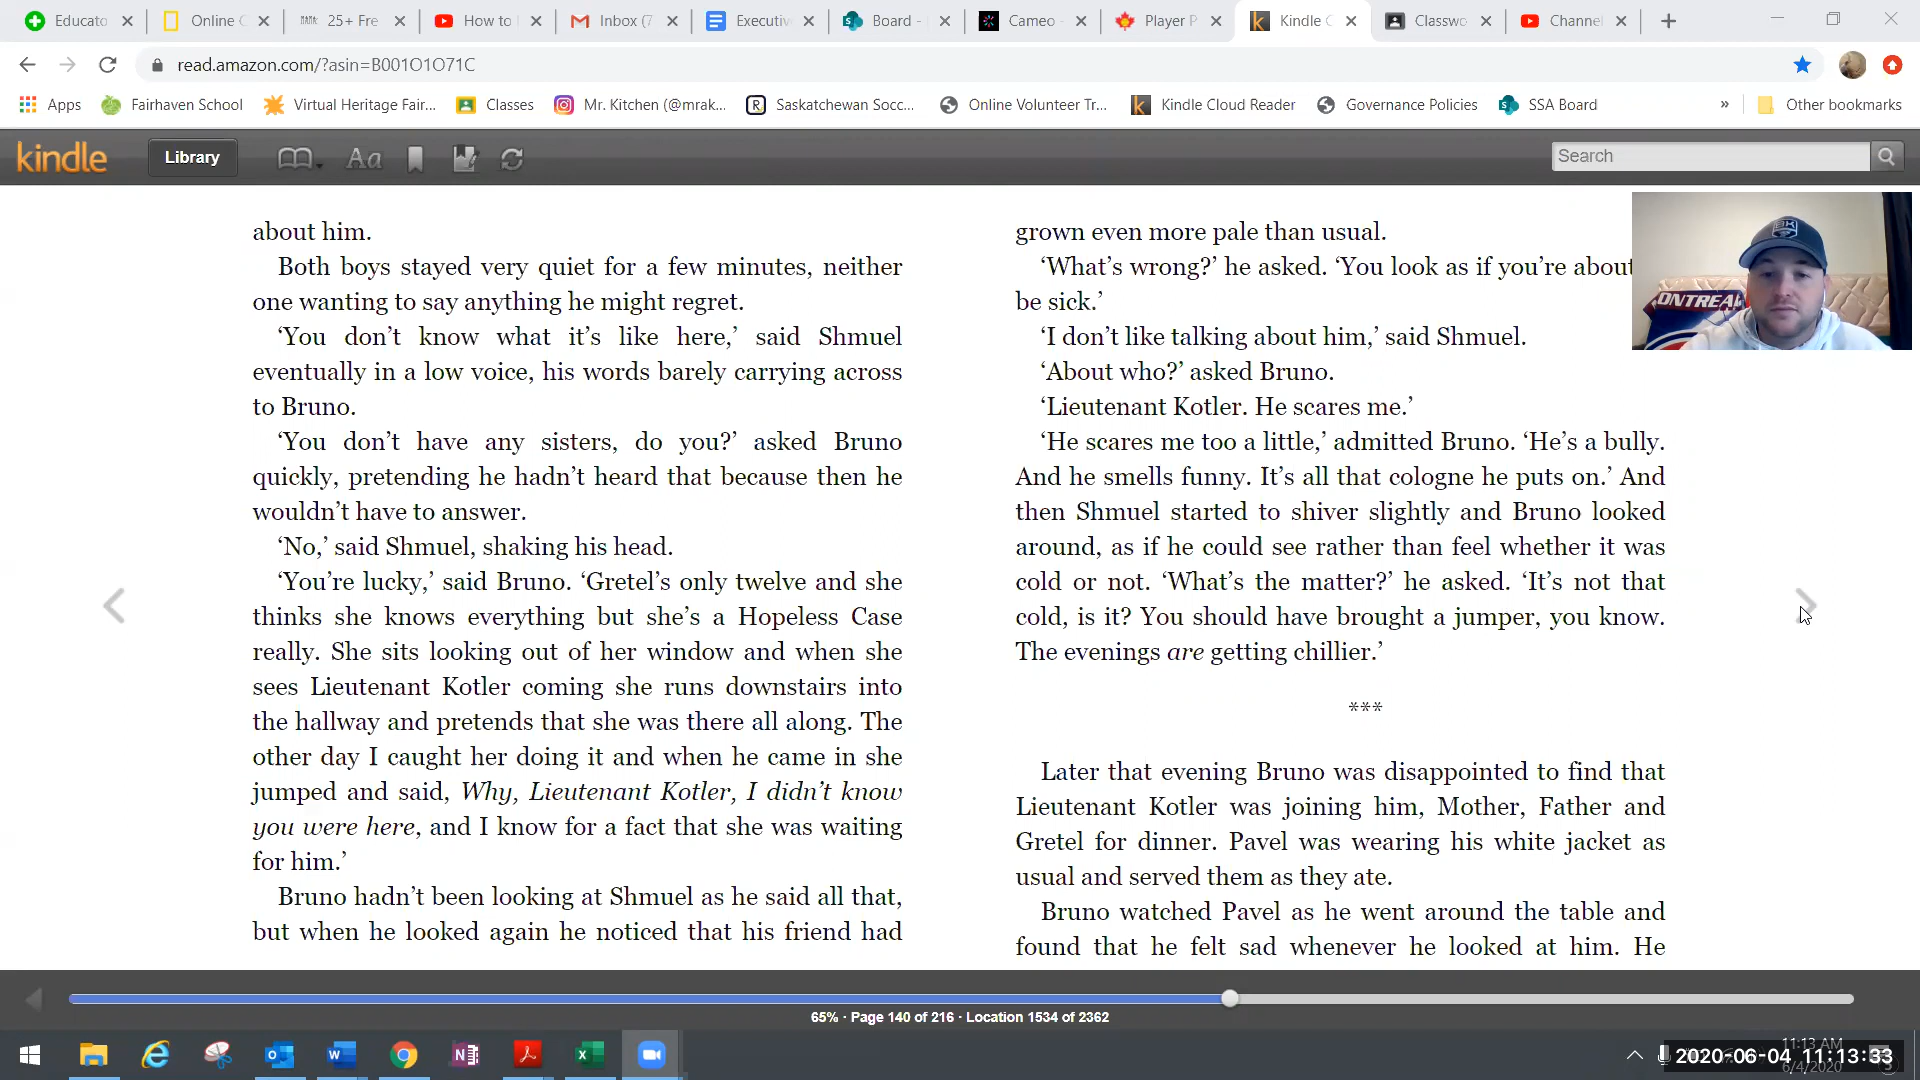 Educato
Online C
25+ Fre
How to
Inbox (7
Executiv
Board -
Cameo
Player P
Kindle C
Classwo
Channel
read.amazon.com/?asin=B001O1O71C
Apps
Fairhaven School
Virtual Heritage Fair...
Classes
Mr. Kitchen (@mrak...
Saskatchewan Socc...
Online Volunteer Tr...
Kindle Cloud Reader
Governance Policies
SSA Board
»
Other bookmarks
kindle
Library
Aa
Search
about him.
Both boys stayed very quiet for a few minutes, neither
one wanting to say anything he might regret.
‘You don’t know what it’s like here,’ said Shmuel
eventually in a low voice, his words barely carrying across
to Bruno.
‘You don’t have any sisters, do you?’ asked Bruno
quickly, pretending he hadn’t heard that because then he
wouldn’t have to answer.
‘No,’ said Shmuel, shaking his head.
‘You’re lucky,’ said Bruno. ‘Gretel’s only twelve and she
thinks she knows everything but she’s a Hopeless Case
really. She sits looking out of her window and when she
sees Lieutenant Kotler coming she runs downstairs into
the hallway and pretends that she was there all along. The
other day I caught her doing it and when he came in she
jumped and said, Why, Lieutenant Kotler, I didn’t know
you were here, and I know for a fact that she was waiting
for him.’
Bruno hadn’t been looking at Shmuel as he said all that,
but when he looked again he noticed that his friend had
grown even more pale than usual.
‘What’s wrong?’ he asked. ‘You look as if you’re about
be sick.’
‘I don’t like talking about him,’ said Shmuel.
‘About who?’ asked Bruno.
‘Lieutenant Kotler. He scares me.’
‘He scares me too a little,’ admitted Bruno. ‘He’s a bully.
And he smells funny. It’s all that cologne he puts on.’ And
then Shmuel started to shiver slightly and Bruno looked
around, as if he could see rather than feel whether it was
cold or not. ‘What’s the matter?’ he asked. ‘It’s not that
cold, is it? You should have brought a jumper, you know.
The evenings are getting chillier.’
***
Later that evening Bruno was disappointed to find that
Lieutenant Kotler was joining him, Mother, Father and
Gretel for dinner. Pavel was wearing his white jacket as
usual and served them as they ate.
Bruno watched Pavel as he went around the table and
found that he felt sad whenever he looked at him. He
ONTREAL
65% · Page 140 of 216 · Location 1534 of 2362
11:13 AM
2020-06-04 11:13:33
6/4/2020